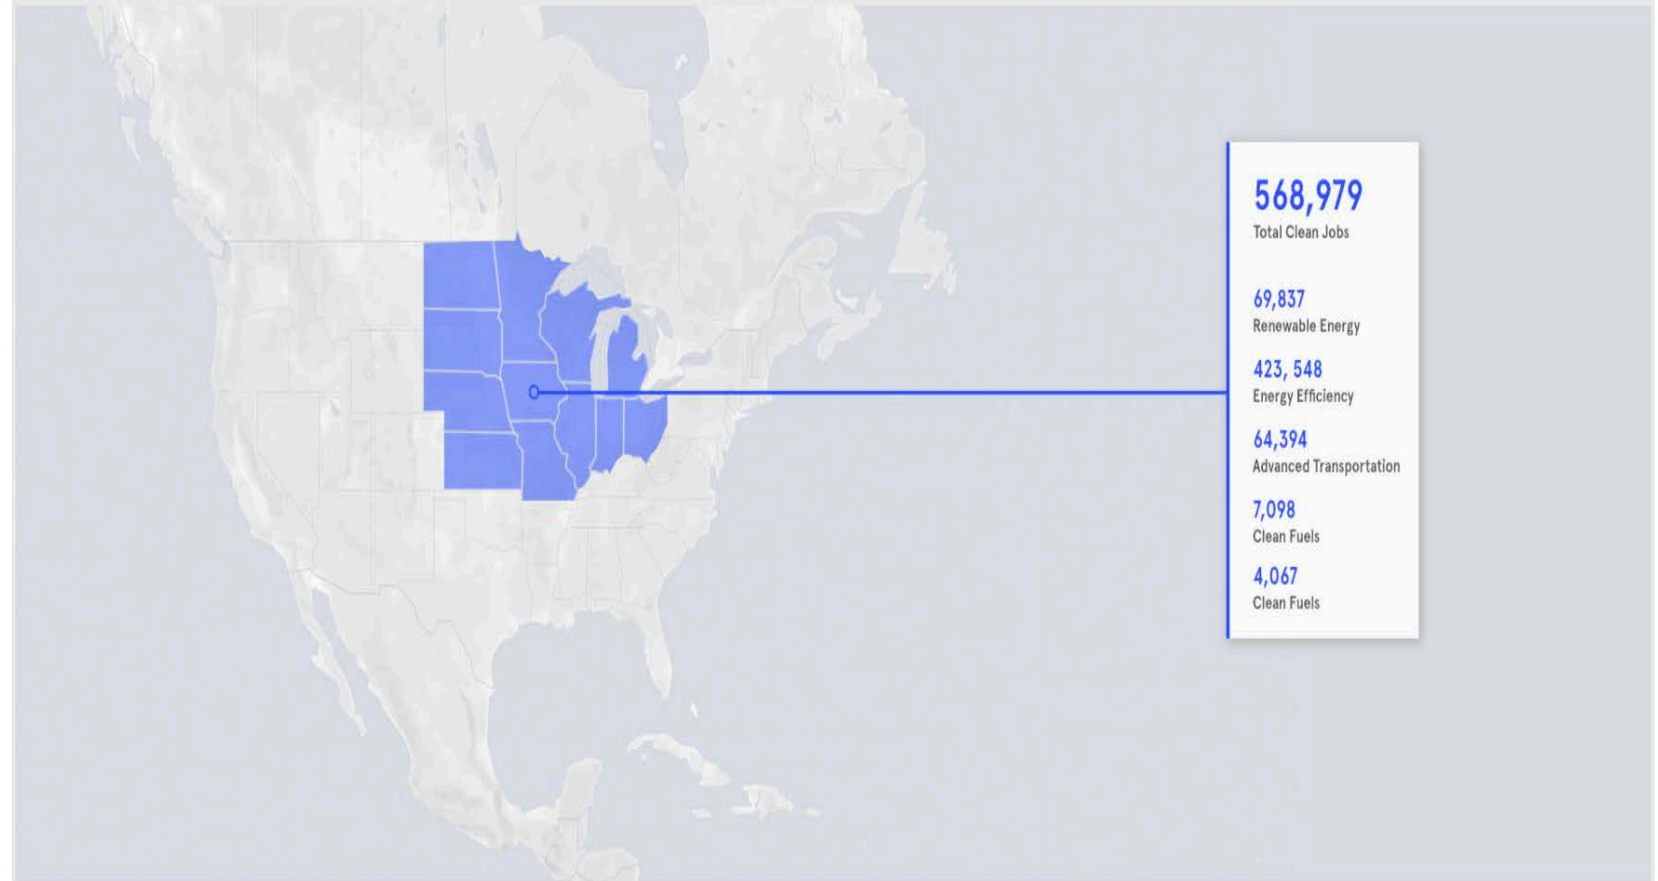 568,979
Total Clean Jobs
69,837
Renewable Energy
423, 548
Energy Efficiency
64,394
Advanced Transportation
7,098
Clean Fuels
4,067
Clean Fuels